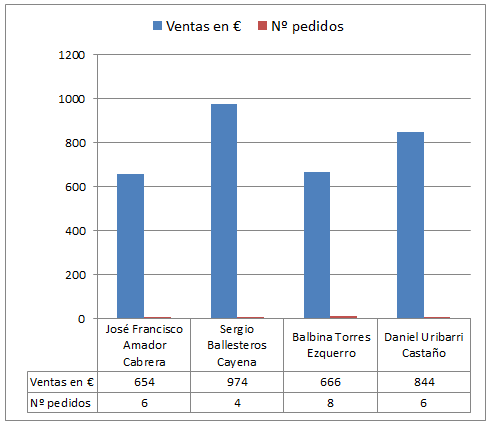 Ventas en € Nº pedidos
1200
1000
800
600
400
200
0
José Francisco Amador Cabrera
Sergio Ballesteros Cayena
Balbina Torres Ezquerro
Daniel Uribarri Castaño
Ventas en € 654 974 666 844
Nº pedidos 6 4 8 6